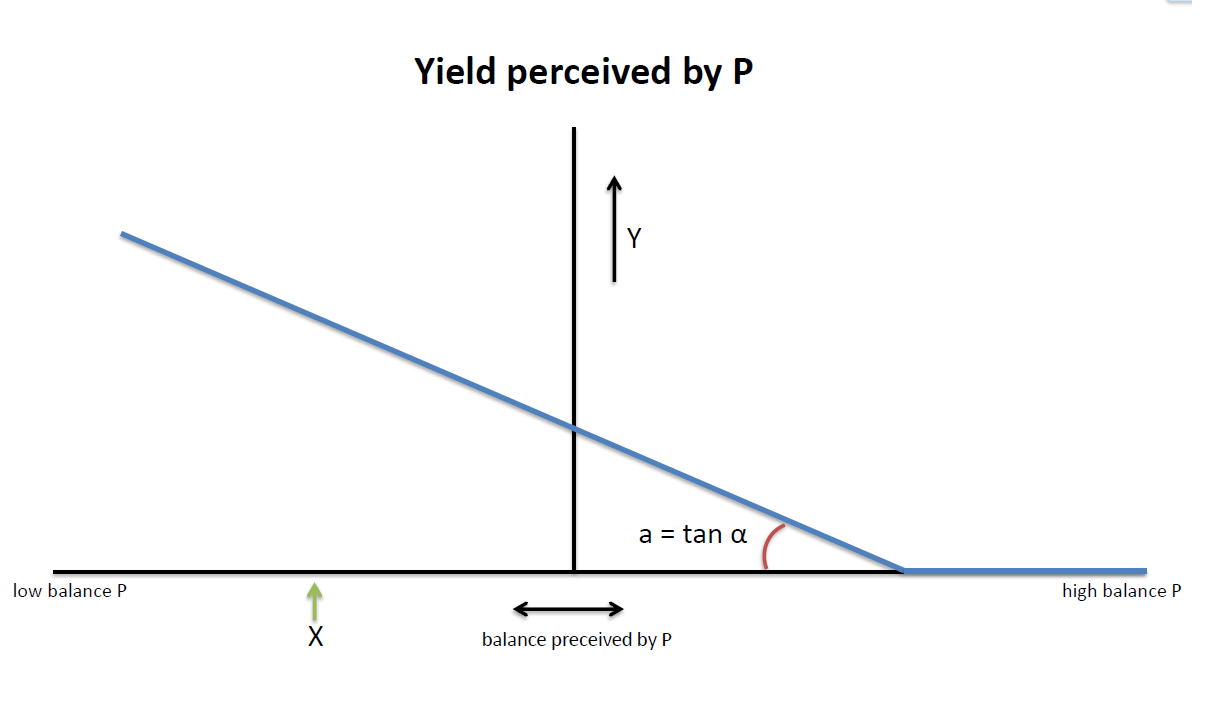 Yield perceived by P
Y
a = tan α
low balance P
high balance P
X
balance preceived by P